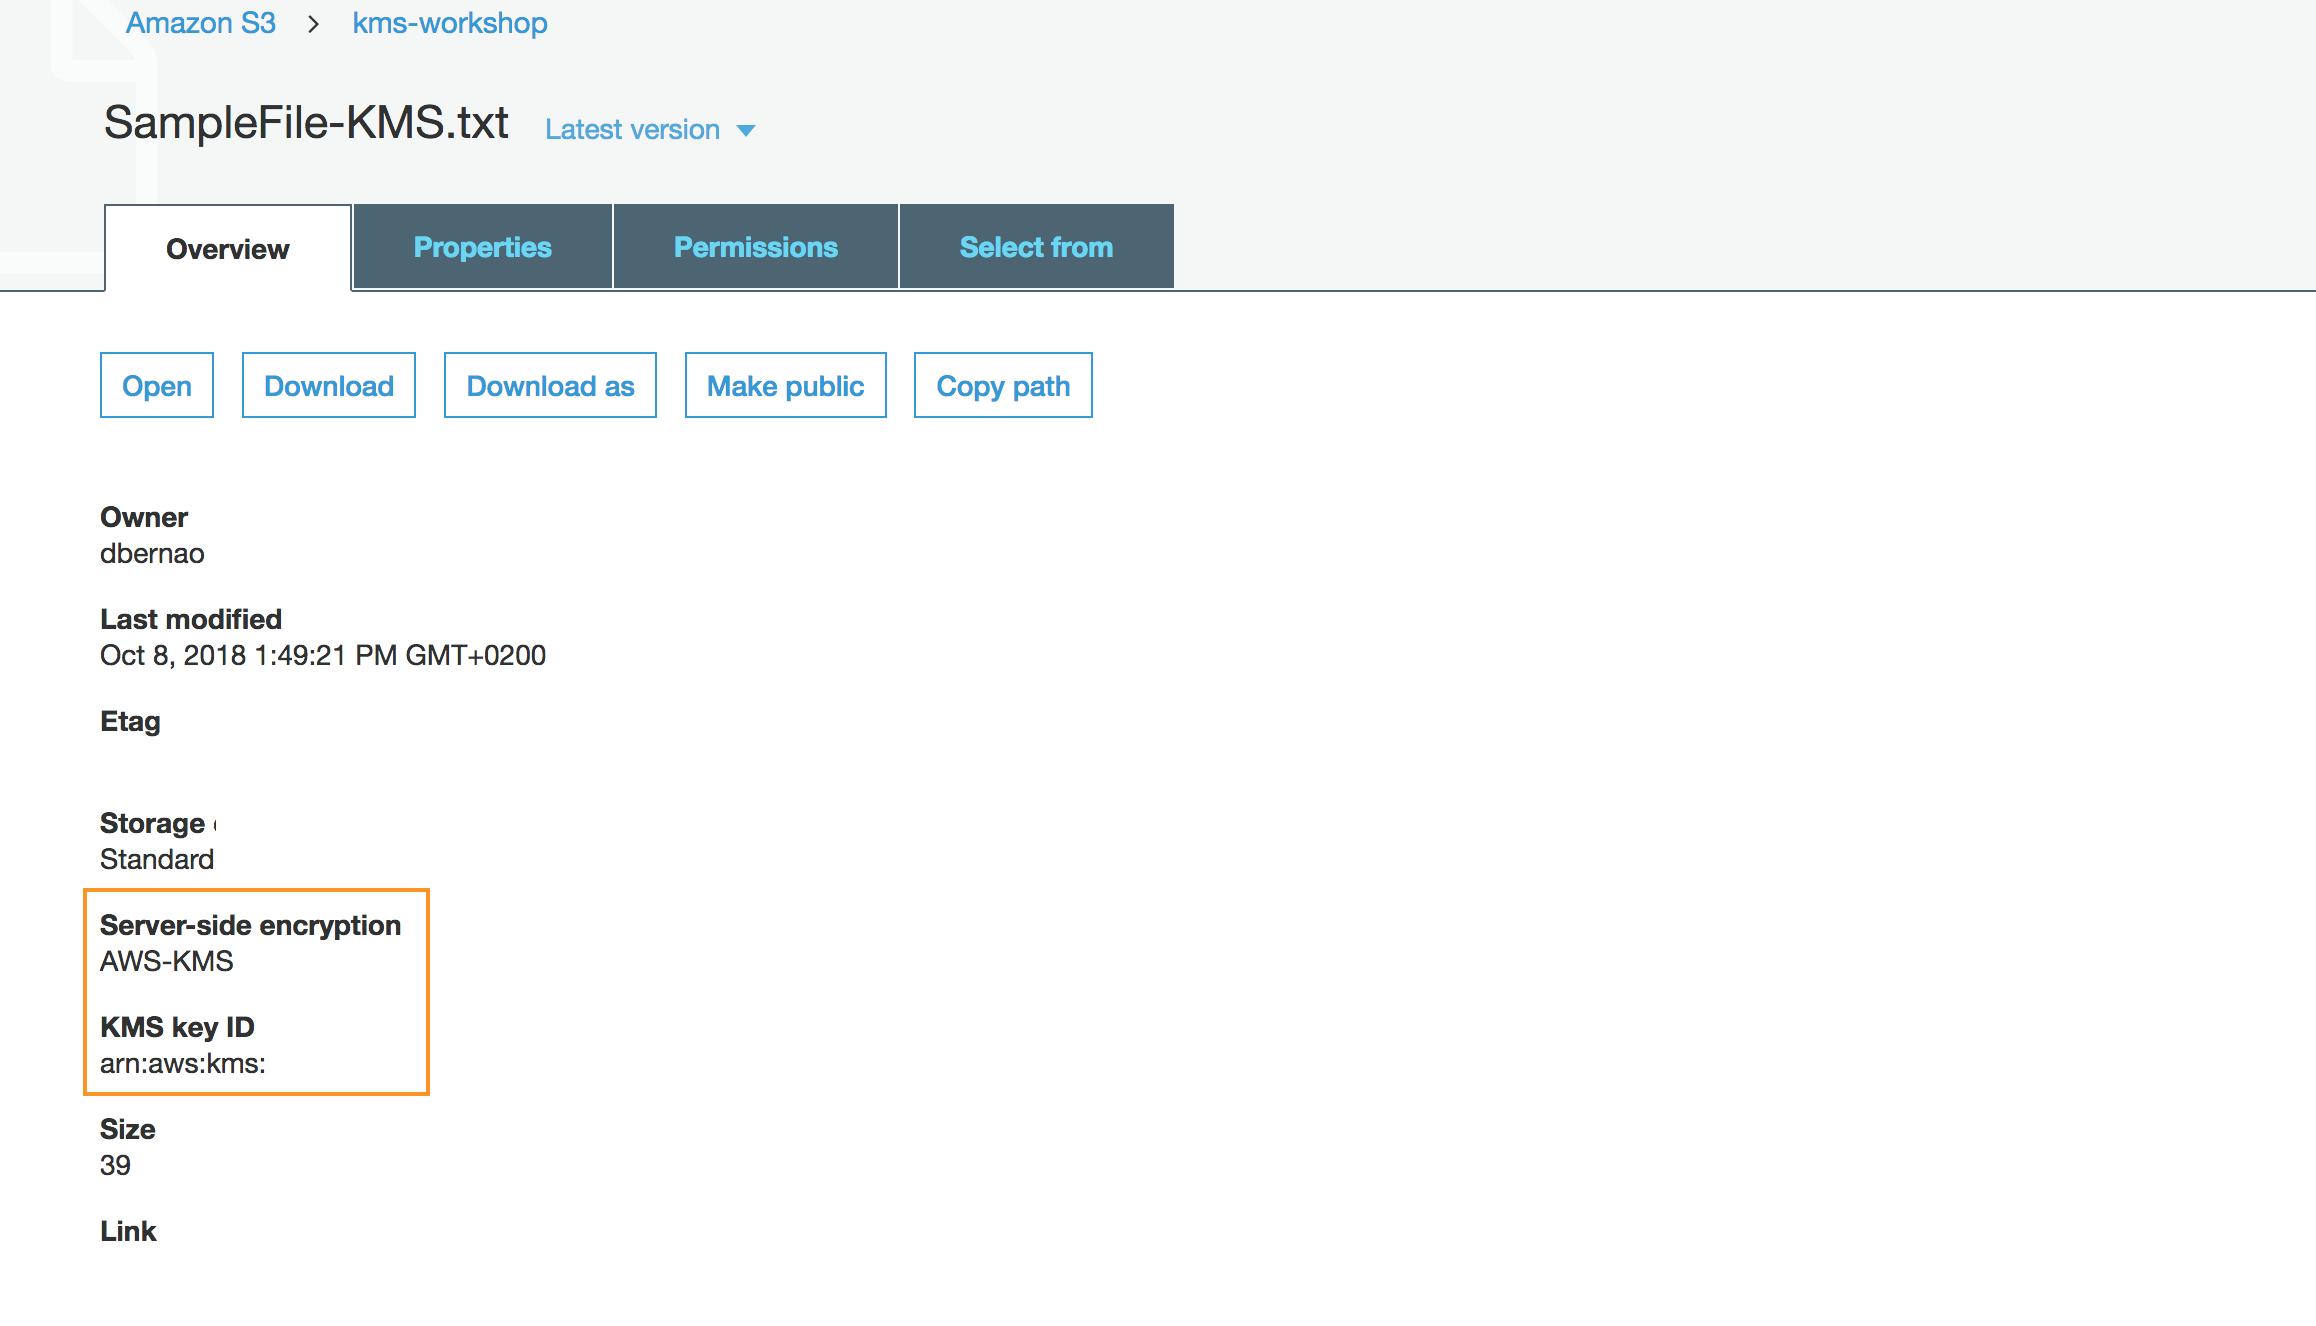 Amazon S3 > kms-workshop
SampleFile-KMS.txt Latest version
Overview Properties Permissions Select from
Open Download Download as Make public Copy path
Owner
dbernao
Last modified
Oct 8, 2018 1:49:21 PM GMT+0200
Etag
Storage
Standard
Server-side encryption
AWS-KMS
KMS key ID
arn:aws:kms:
Size
39
Link